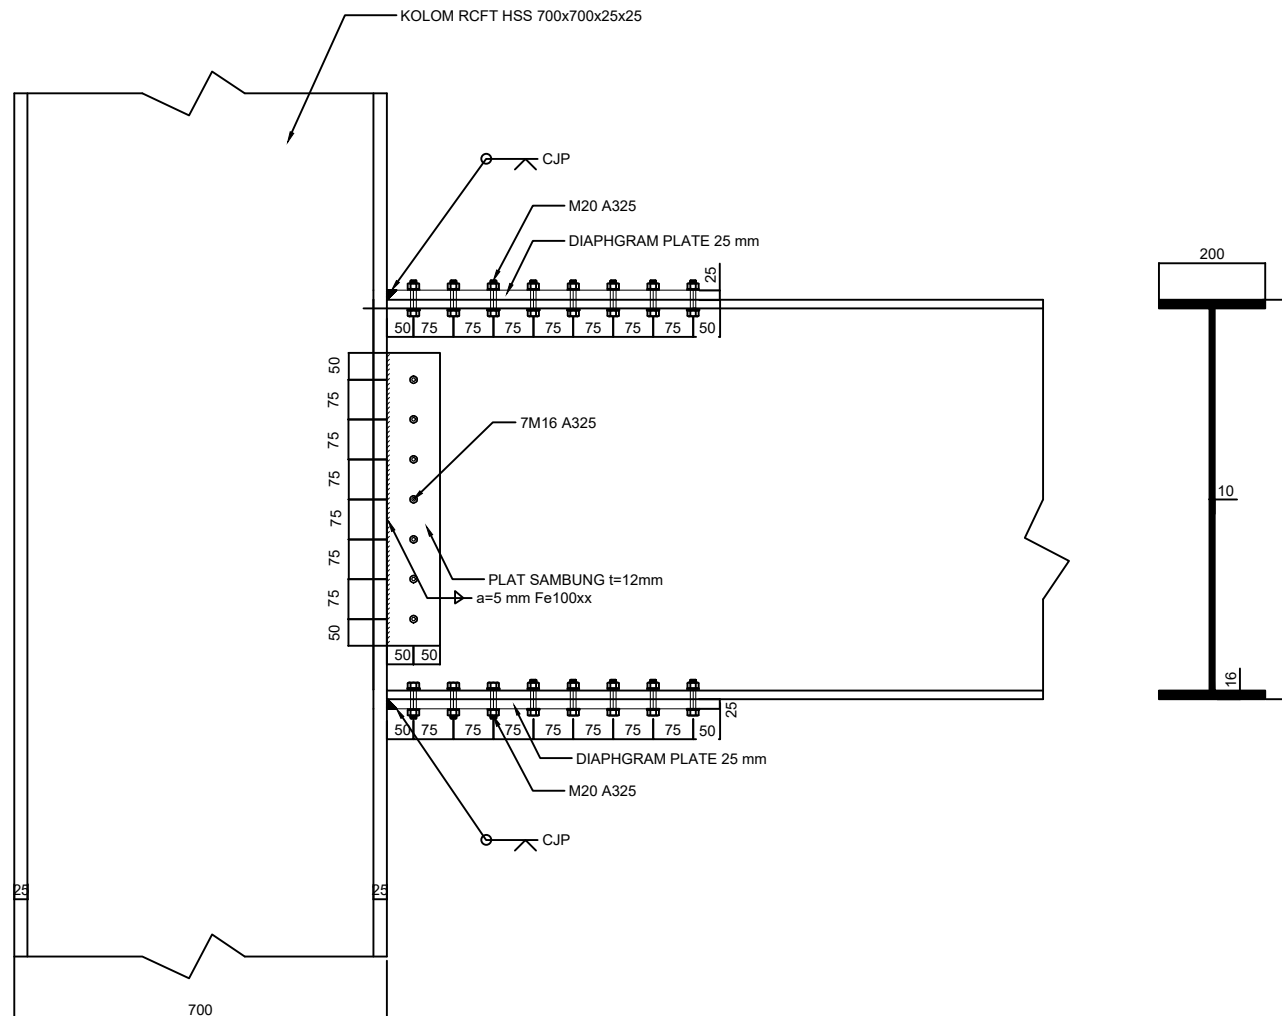 KOLOM RCFT HSS 700x700x25x25
CJP
M20 A325
DIAPHGRAM PLATE 25 mm
25
200
50 75 75 75 75 75 75 75 50
50
75
75
75
75
75
75
50
7M16 A325
10
PLAT SAMBUNG t=12mm
a=5 mm Fe100xx
50 50
16
25
50 75 75 75 75 75 75 75 50
DIAPHGRAM PLATE 25 mm
M20 A325
CJP
25
25
700